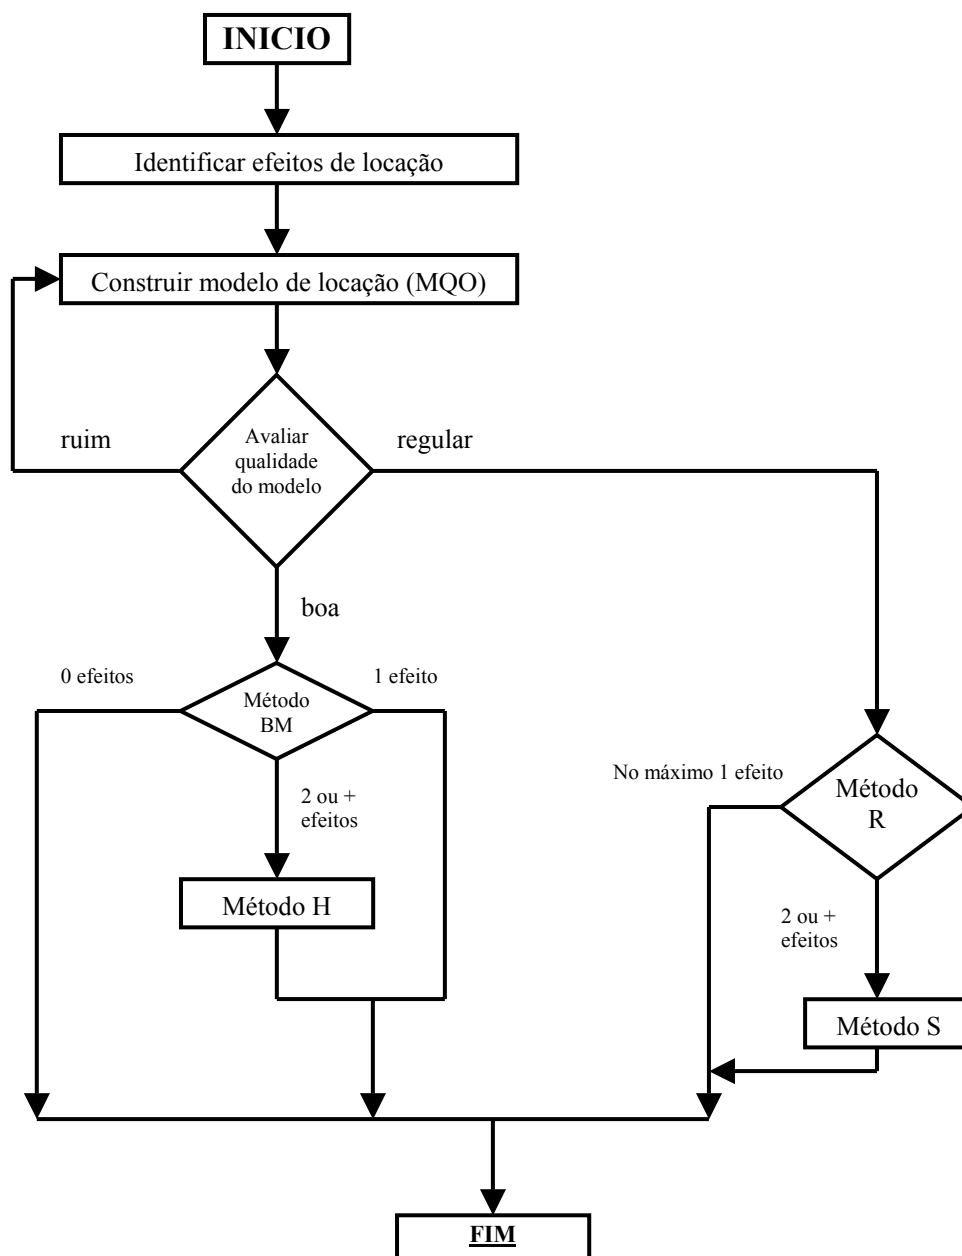 INICIO
Identificar efeitos de locação
Construir modelo de locação (MQO)
ruim
Avaliar
qualidade
do modelo
regular
boa
0 efeitos
Método
BM
1 efeito
No máximo 1 efeito
Método
R
2 ou +
efeitos
Método H
2 ou +
efeitos
Método S
FIM